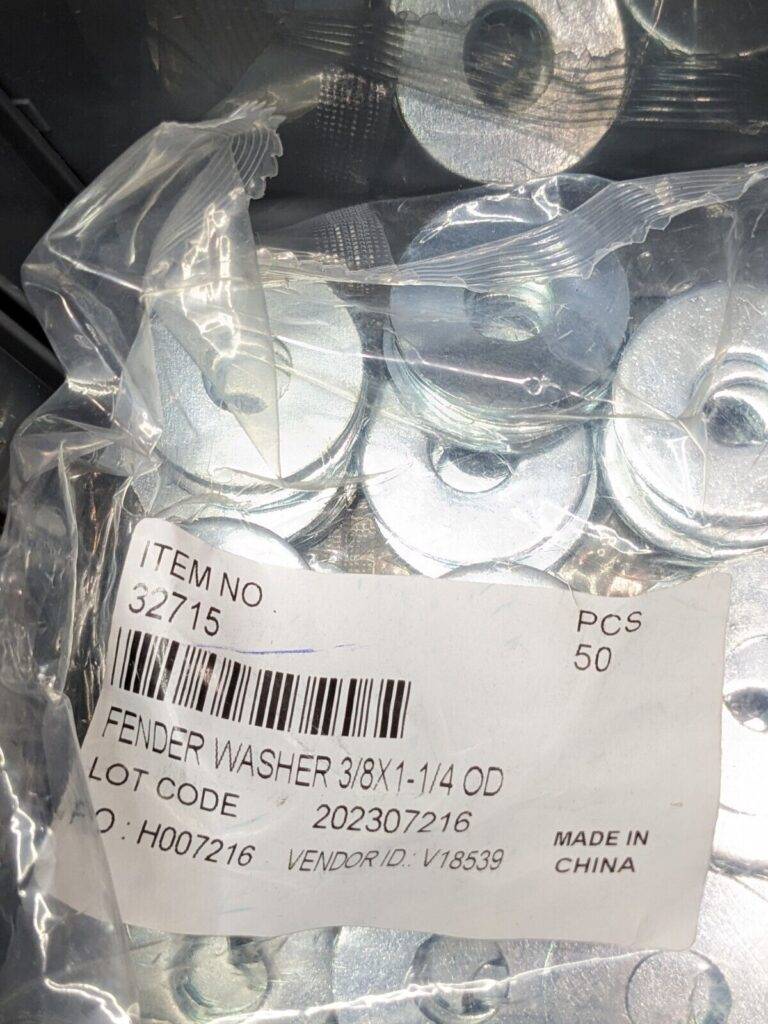 ITEM NO
32715
PCS
50
FENDER WASHER 3/8X1-1/4 OD
LOT CODE 202307216
P.O : H007216 VENDOR ID.: V18539
MADE IN
CHINA